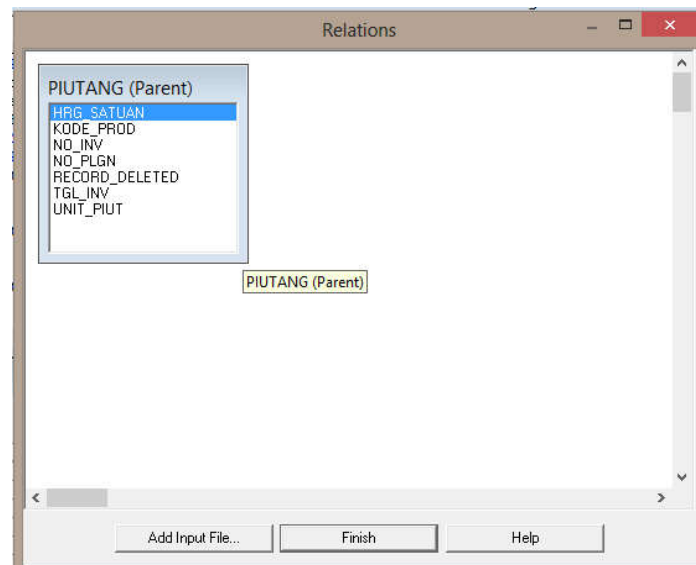 Relations
PIUTANG (Parent)
HRG_SATUAN
KODE_PROD
NO_INV
NO_PLGN
RECORD_DELETED
TGL_INV
UNIT_PIUT
PIUTANG (Parent)
Add Input File... Finish Help